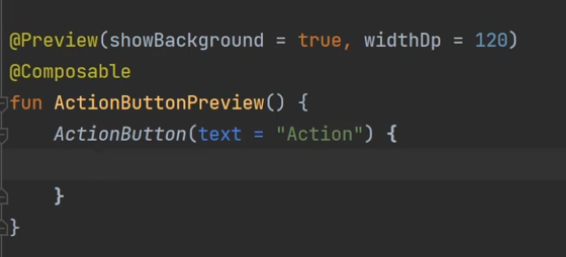 @Preview(showBackground = true, widthDp = 120)
@Composable
fun ActionButtonPreview() {
ActionButton(text = "Action") {
}
}